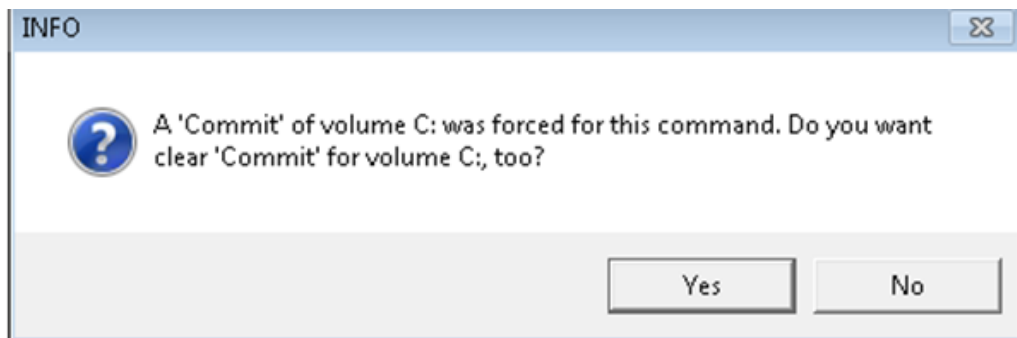 INFO
A 'Commit' of volume C: was forced for this command. Do you want
clear 'Commit' for volume C:, too?
Yes No